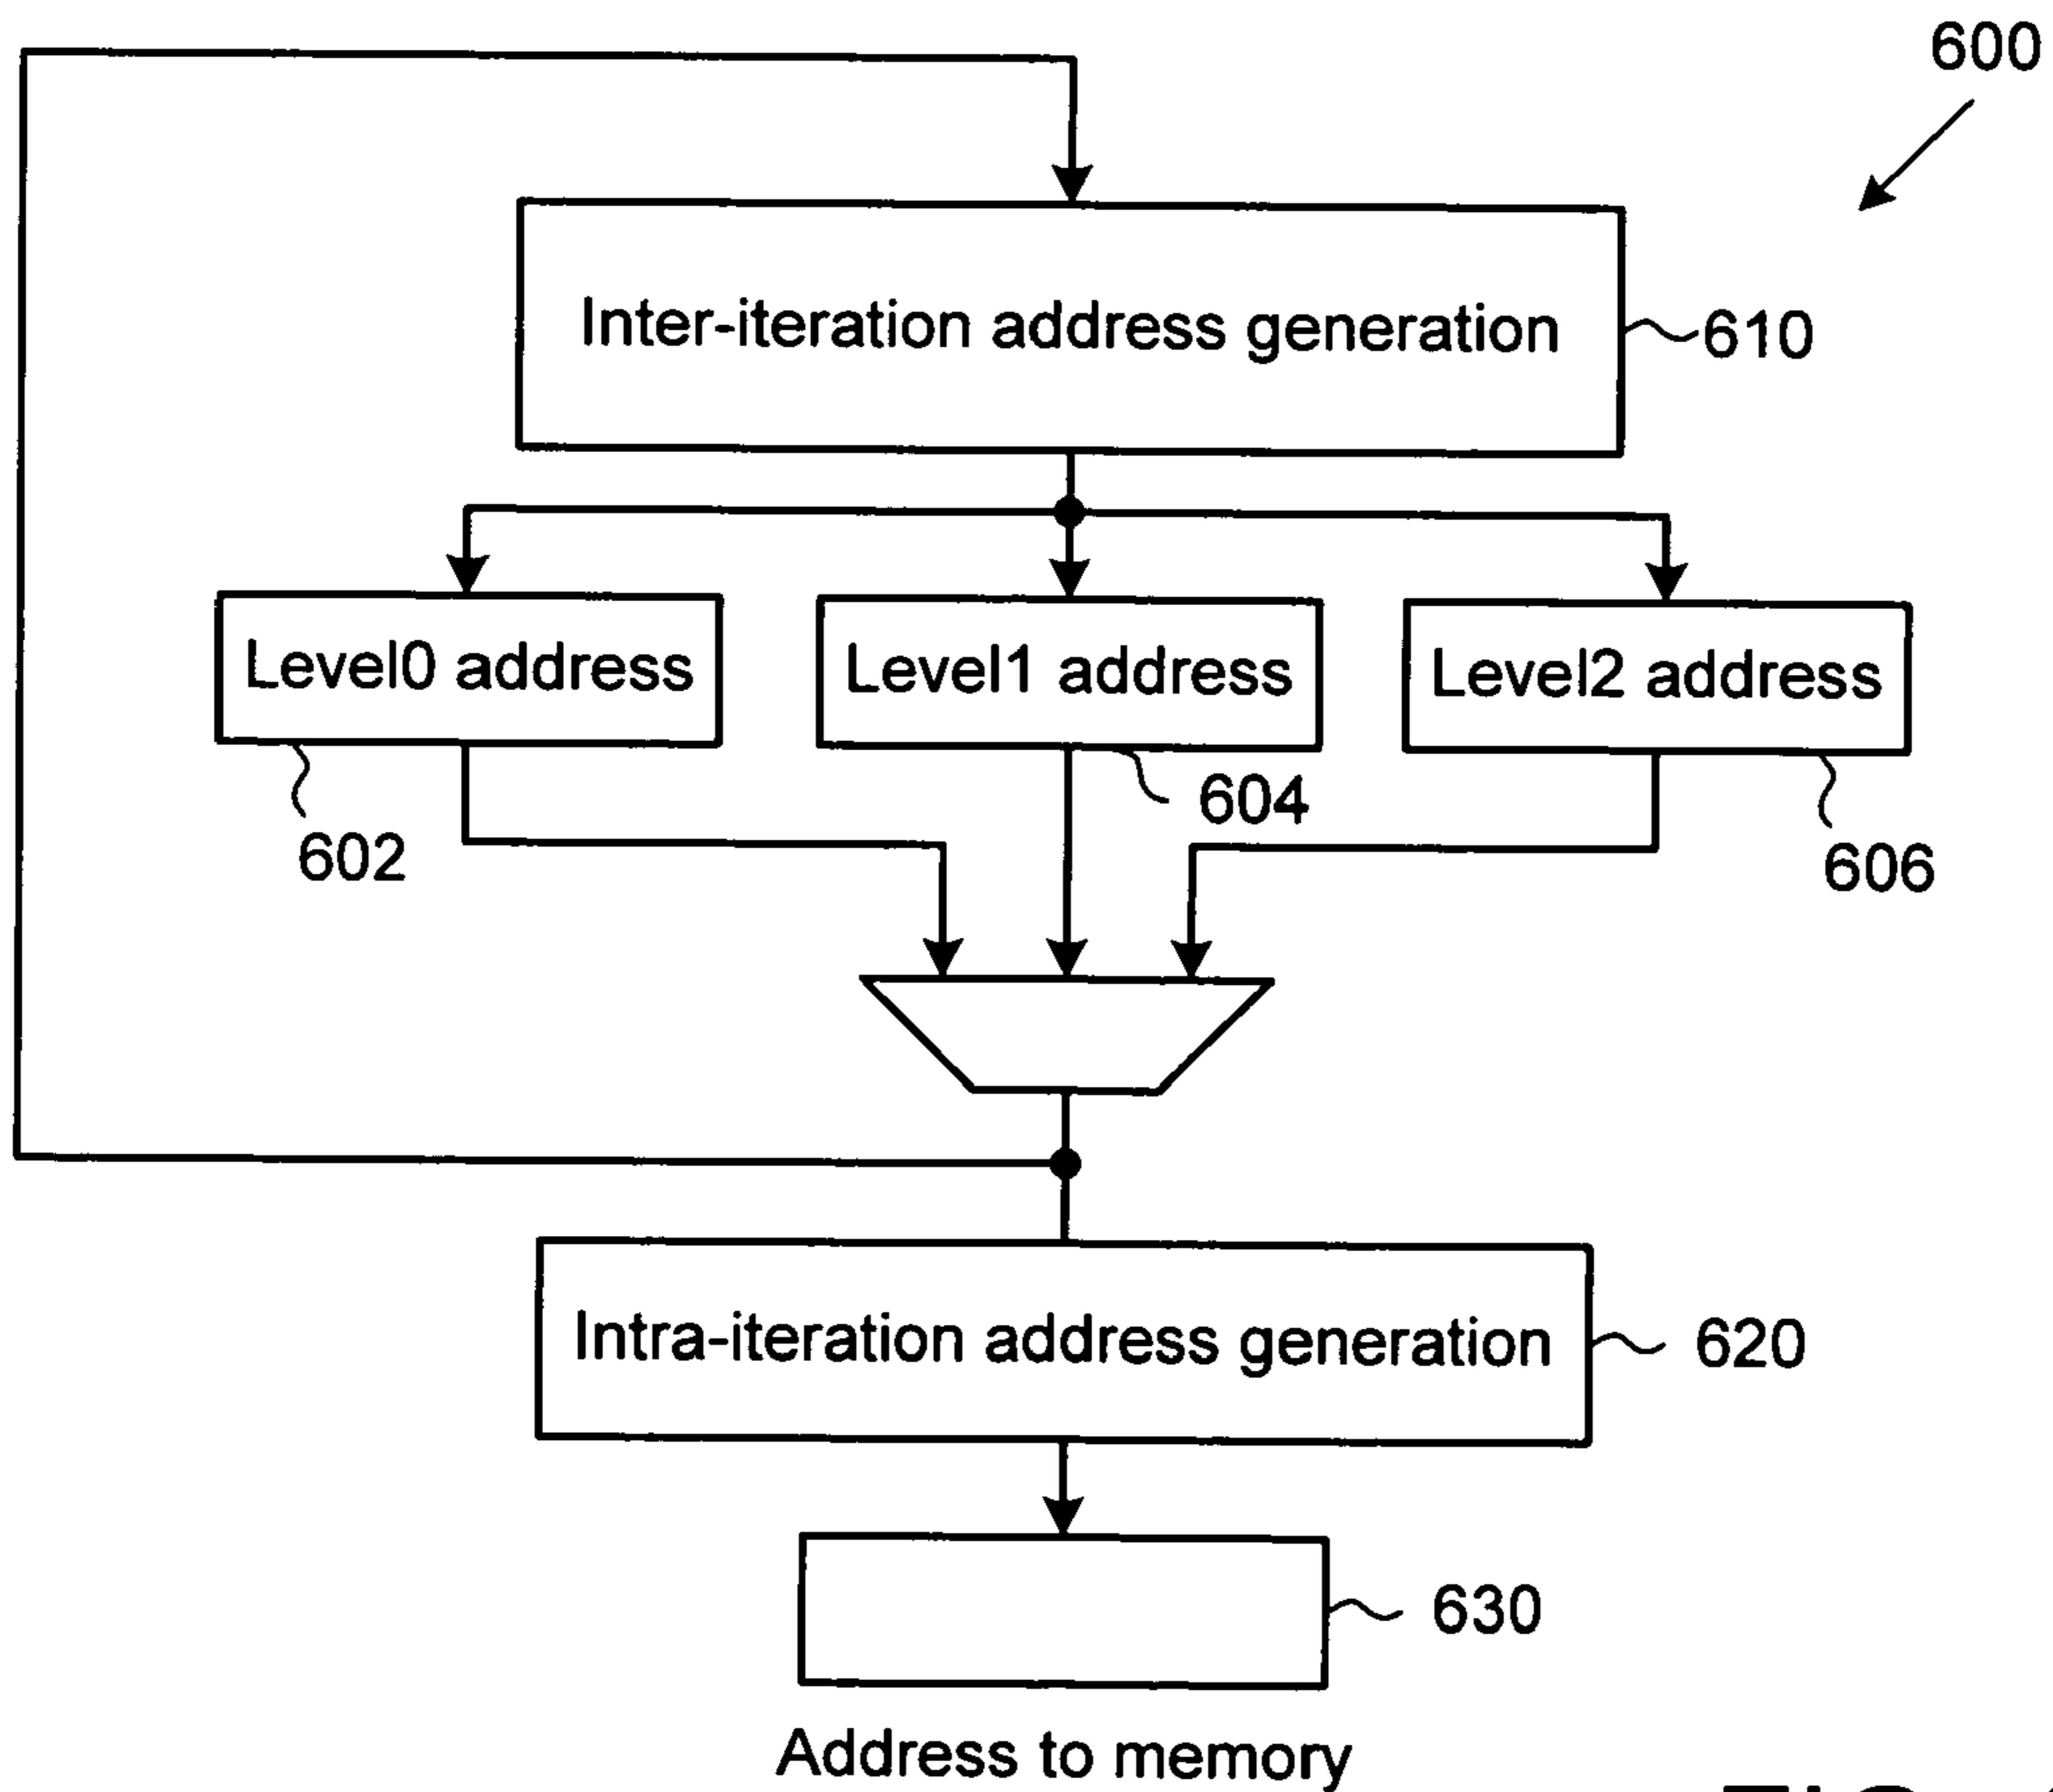 600
Inter-iteration address generation
610
Level0 address
Level1 address
Level2 address
602
604
606
Intra-iteration address generation
620
630
Address to memory